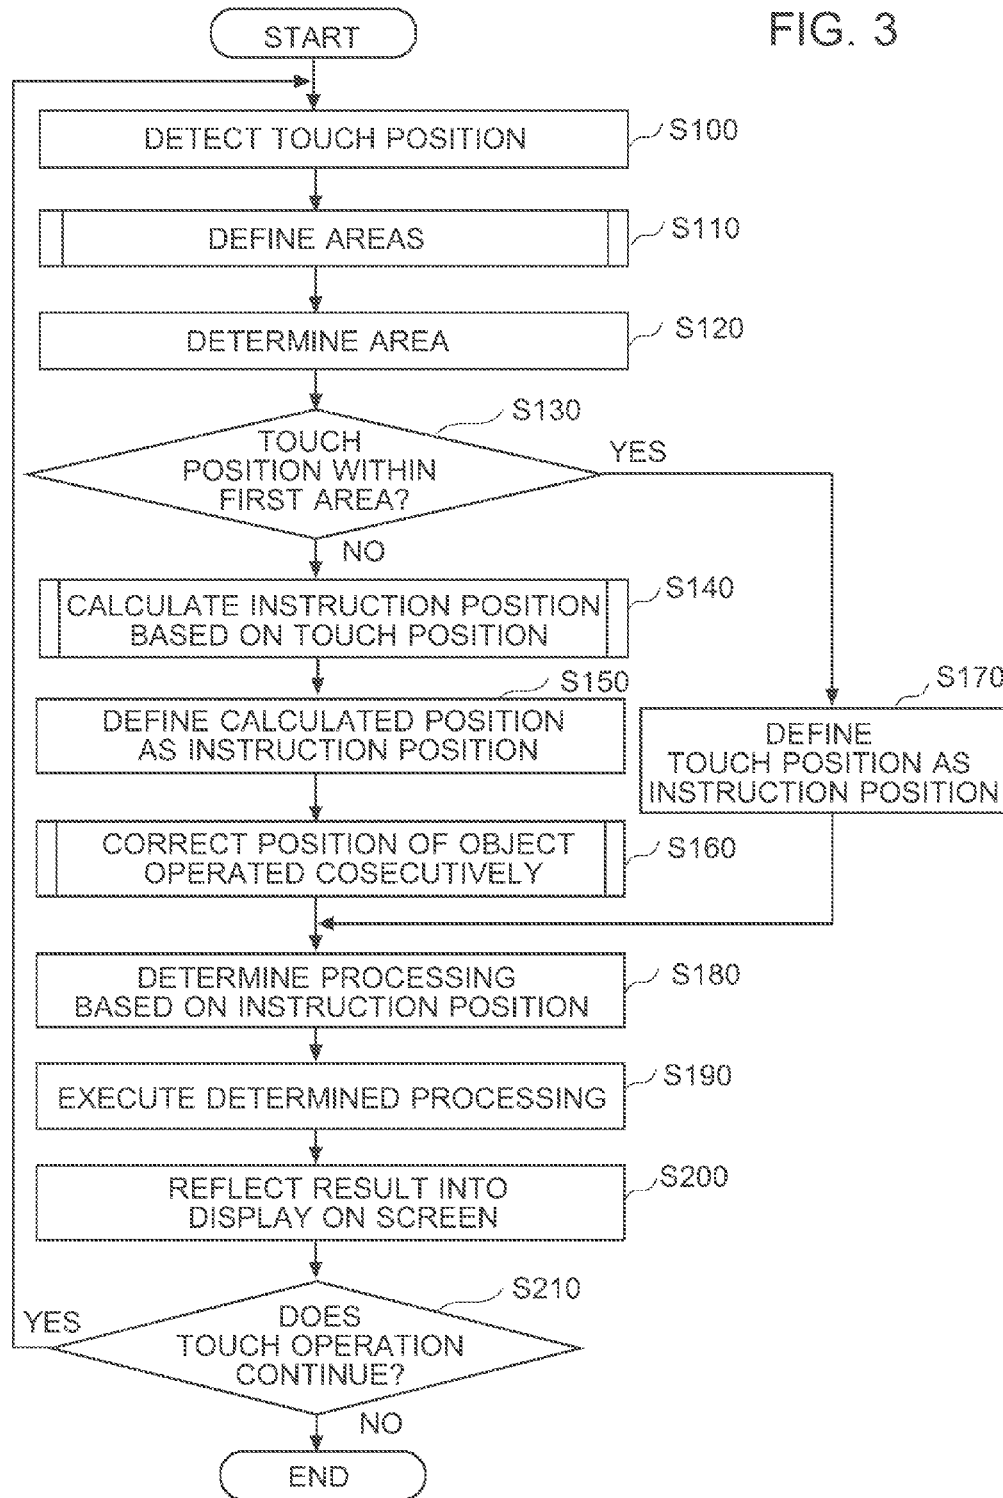 FIG. 3
START
DETECT TOUCH POSITION
S100
DEFINE AREAS
S110
DETERMINE AREA
S120
S130
TOUCH
POSITION WITHIN
FIRST AREA?
YES
NO
CALCULATE INSTRUCTION POSITION
BASED ON TOUCH POSITION
S140
S150
DEFINE CALCULATED POSITION
AS INSTRUCTION POSITION
S170
DEFINE
TOUCH POSITION AS
INSTRUCTION POSITION
CORRECT POSITION OF OBJECT
OPERATED COSECUTIVELY
S160
DETERMINE PROCESSING
BASED ON INSTRUCTION POSITION
S180
EXECUTE DETERMINED PROCESSING
S190
REFLECT RESULT INTO
DISPLAY ON SCREEN
S200
S210
DOES
TOUCH OPERATION
CONTINUE?
YES
NO
END